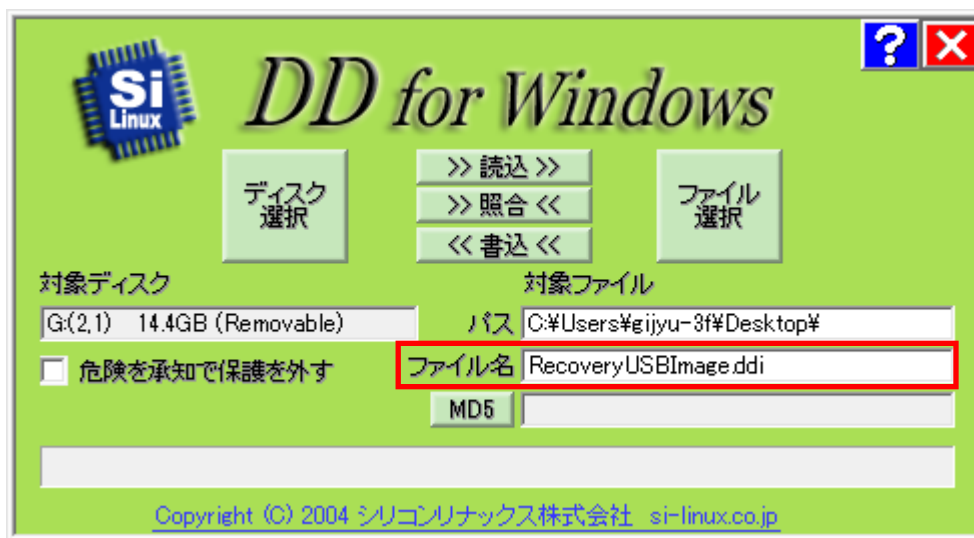 ?
Si
Linux
DD for Windows
ディスク
選択
>> 読込 >>
>> 照合 <<
<< 書込 <<
ファイル
選択
対象ディスク
対象ファイル
G:(2,1) 14.4GB (Removable)
パス C:¥Users¥gijyu-3f¥Desktop¥
危険を承知で保護を外す
ファイル名 RecoveryUSBImage.ddi
MD5
Copyright (C) 2004 シリコンリナックス株式会社 si-linux.co.jp